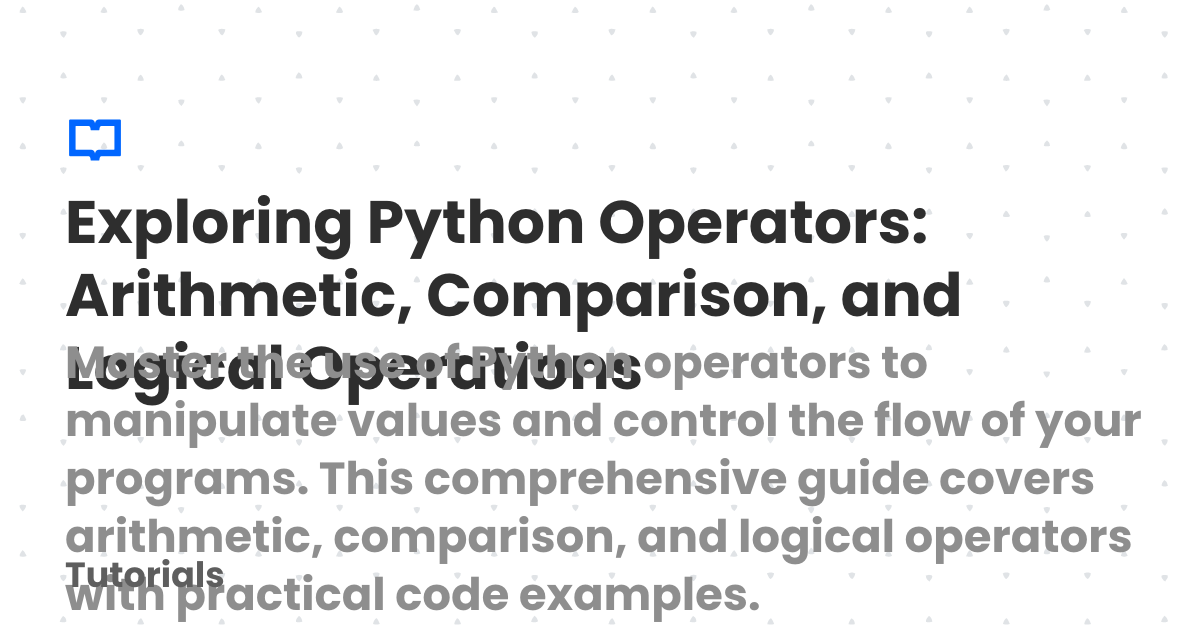 Exploring Python Operators:
Arithmetic, Comparison, and
Logical Operations
Master the use of Python operators to
manipulate values and control the flow of your
programs. This comprehensive guide covers
arithmetic, comparison, and logical operators
Tutorials
with practical code examples.